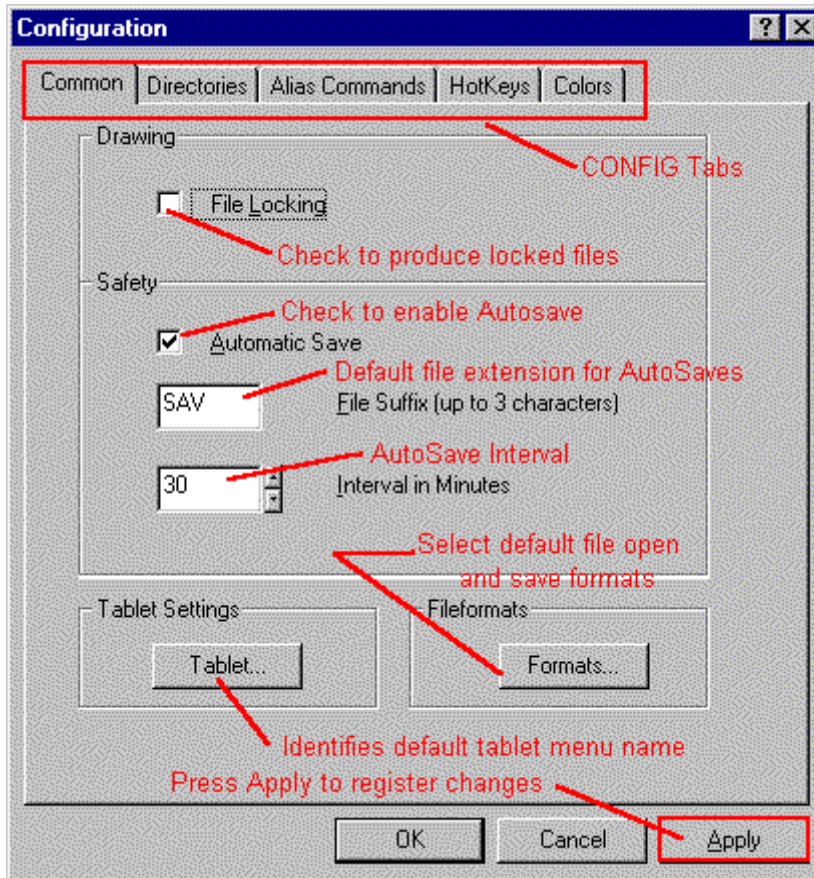 Configuration
Common Directories Alias Commands HotKeys Colors
CONFIG Tabs
Drawing
File Locking
Check to produce locked files
Safety
Check to enable Autosave
Automatic Save
Default file extension for AutoSaves
SAV
File Suffix (up to 3 characters)
AutoSave Interval
30
Interval in Minutes
Select default file open
and save formats
Tablet Settings
Tablet...
Fileformats
Formats...
Identifies default tablet menu name
Press Apply to register changes
OK Cancel Apply